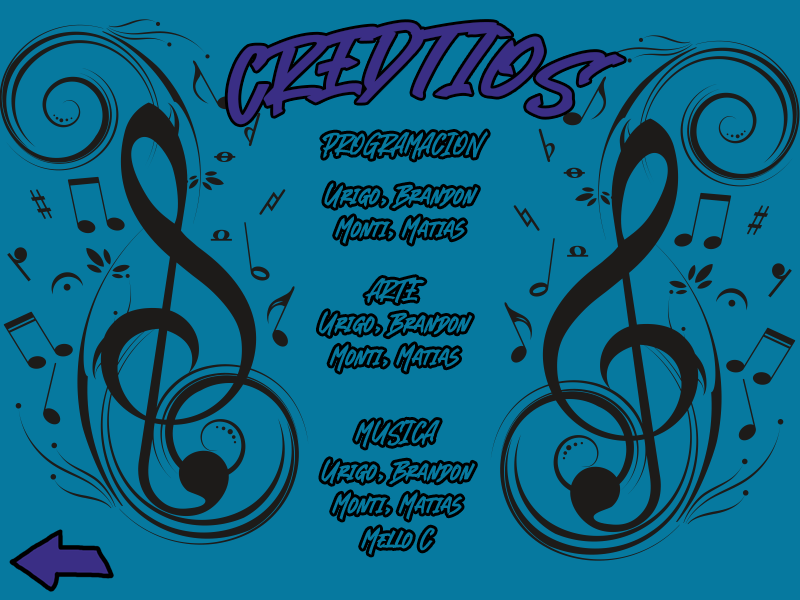 CREDTIOS
PROGRAMACION
Urigo, Brandon
Monti, Matias
ARTE
Urigo, Brandon
Monti, Matias
MUSICA
Urigo, Brandon
Monti, Matias
Mello C